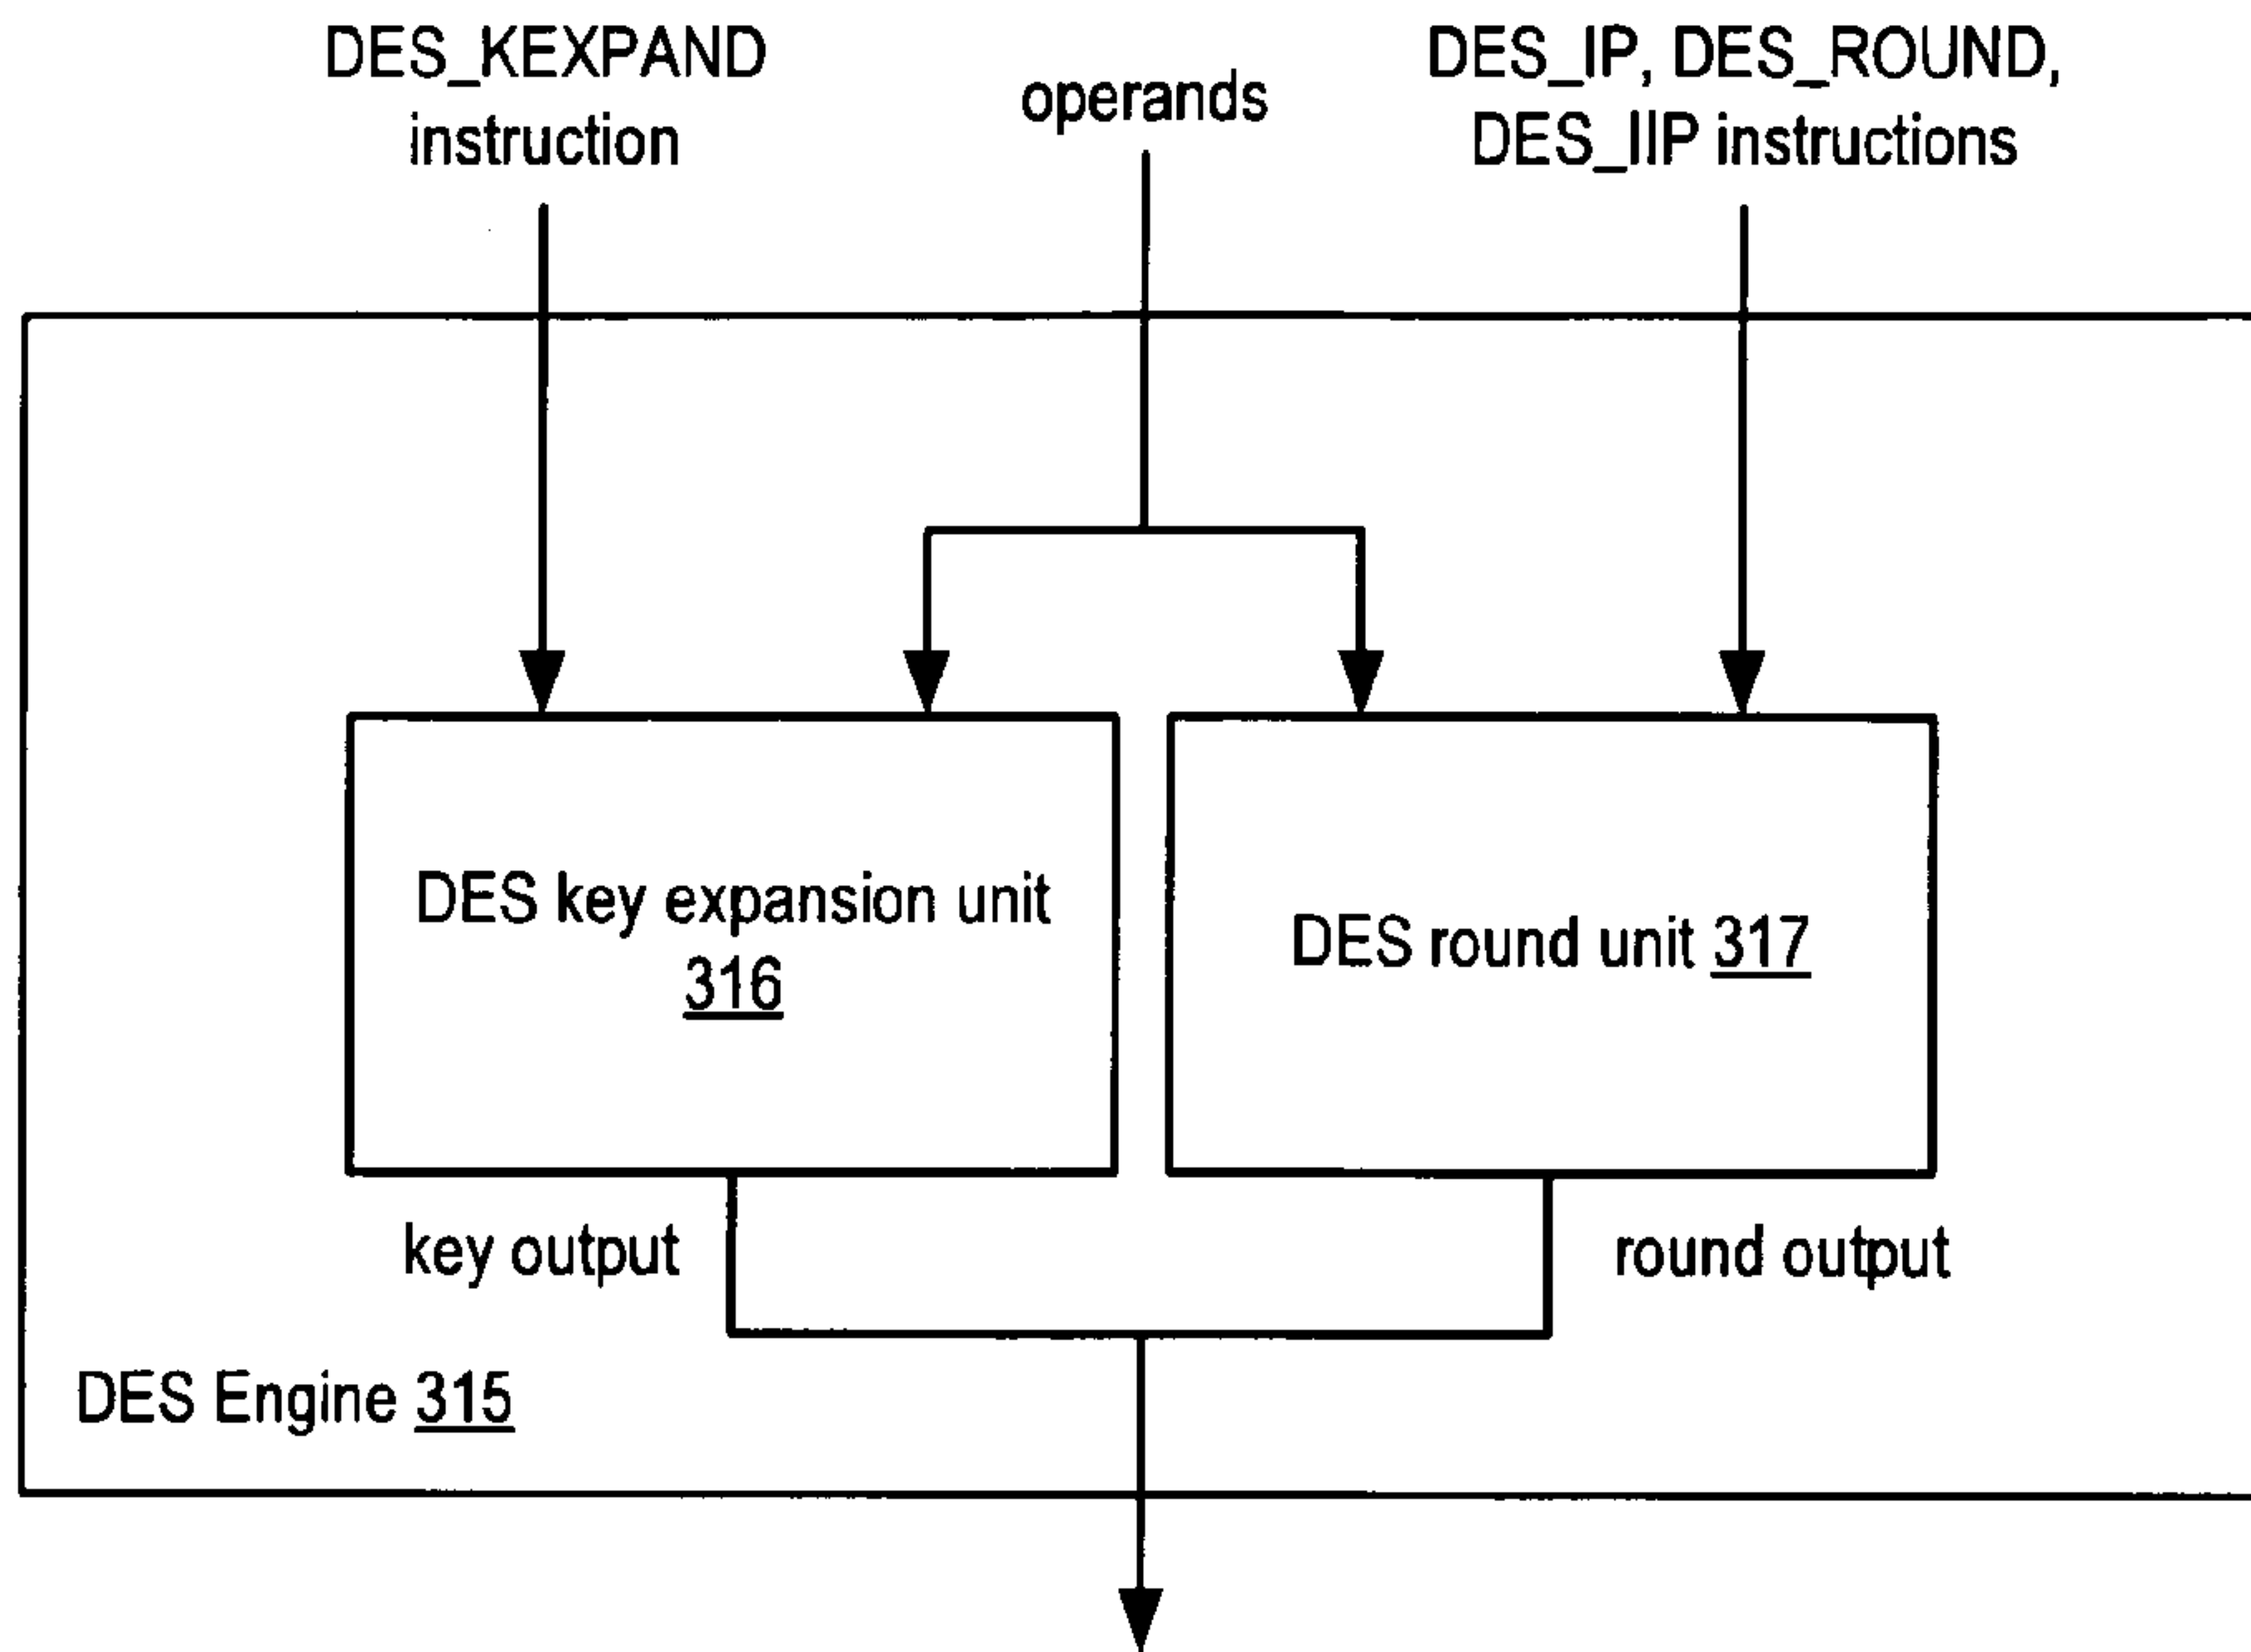 DES_KEXPAND
instruction
operands
DES_IP, DES_ROUND,
DES_IIP instructions
DES key expansion unit
316
DES round unit 317
key output
round output
DES Engine 315